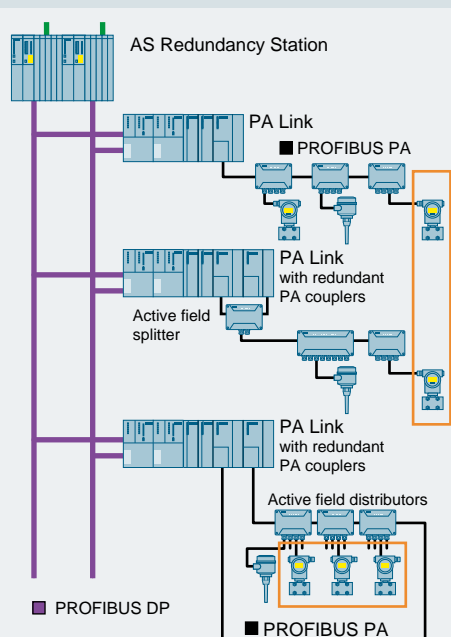 AS Redundancy Station
PA Link
PROFIBUS PA
PA Link
with redundant
PA couplers
Active field
splitter
PA Link
with redundant
PA couplers
Active field distributors
PROFIBUS DP
PROFIBUS PA